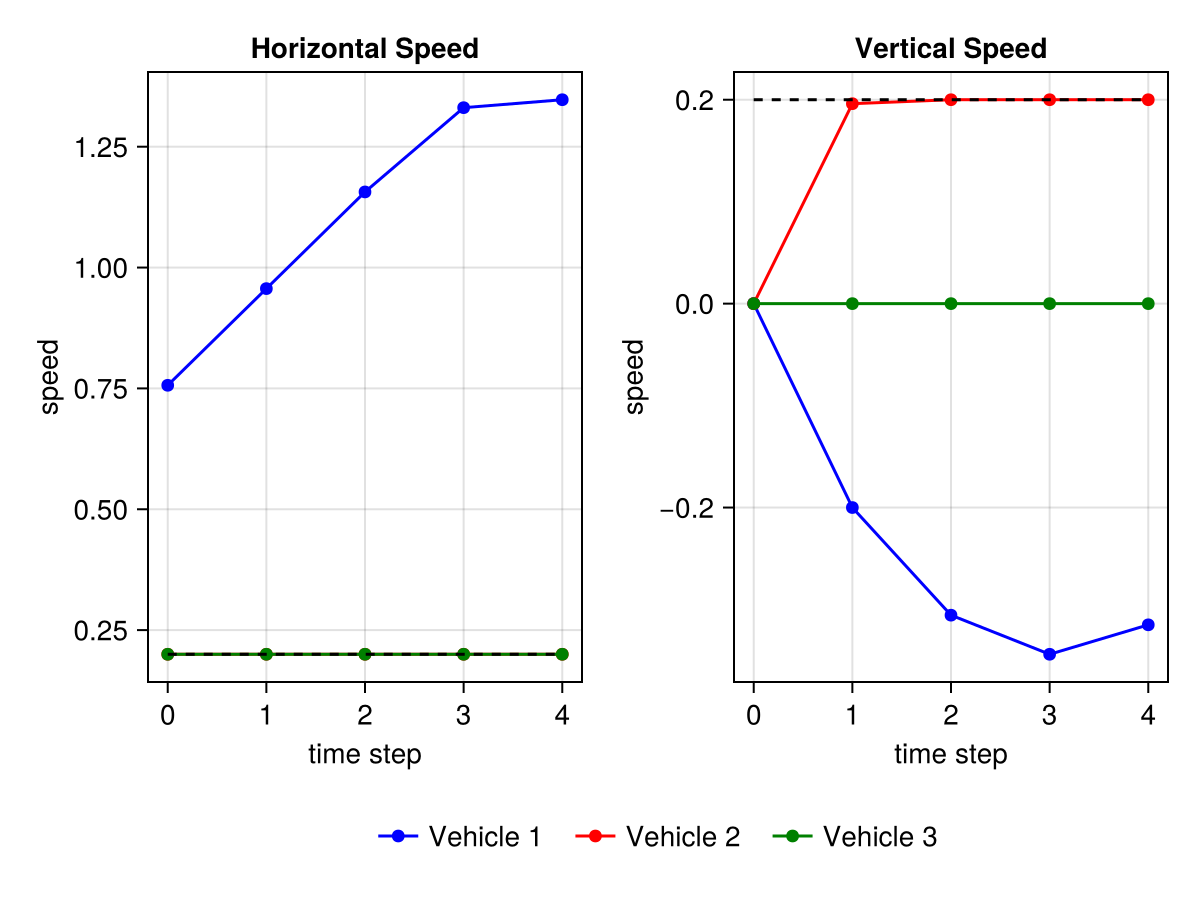 Horizontal Speed
1.25
1.00
0.75
0.50
0.25
speed
0 1 2 3 4
time step
Vertical Speed
0.2
0.0
−0.2
speed
0 1 2 3 4
time step
Vehicle 1 Vehicle 2 Vehicle 3